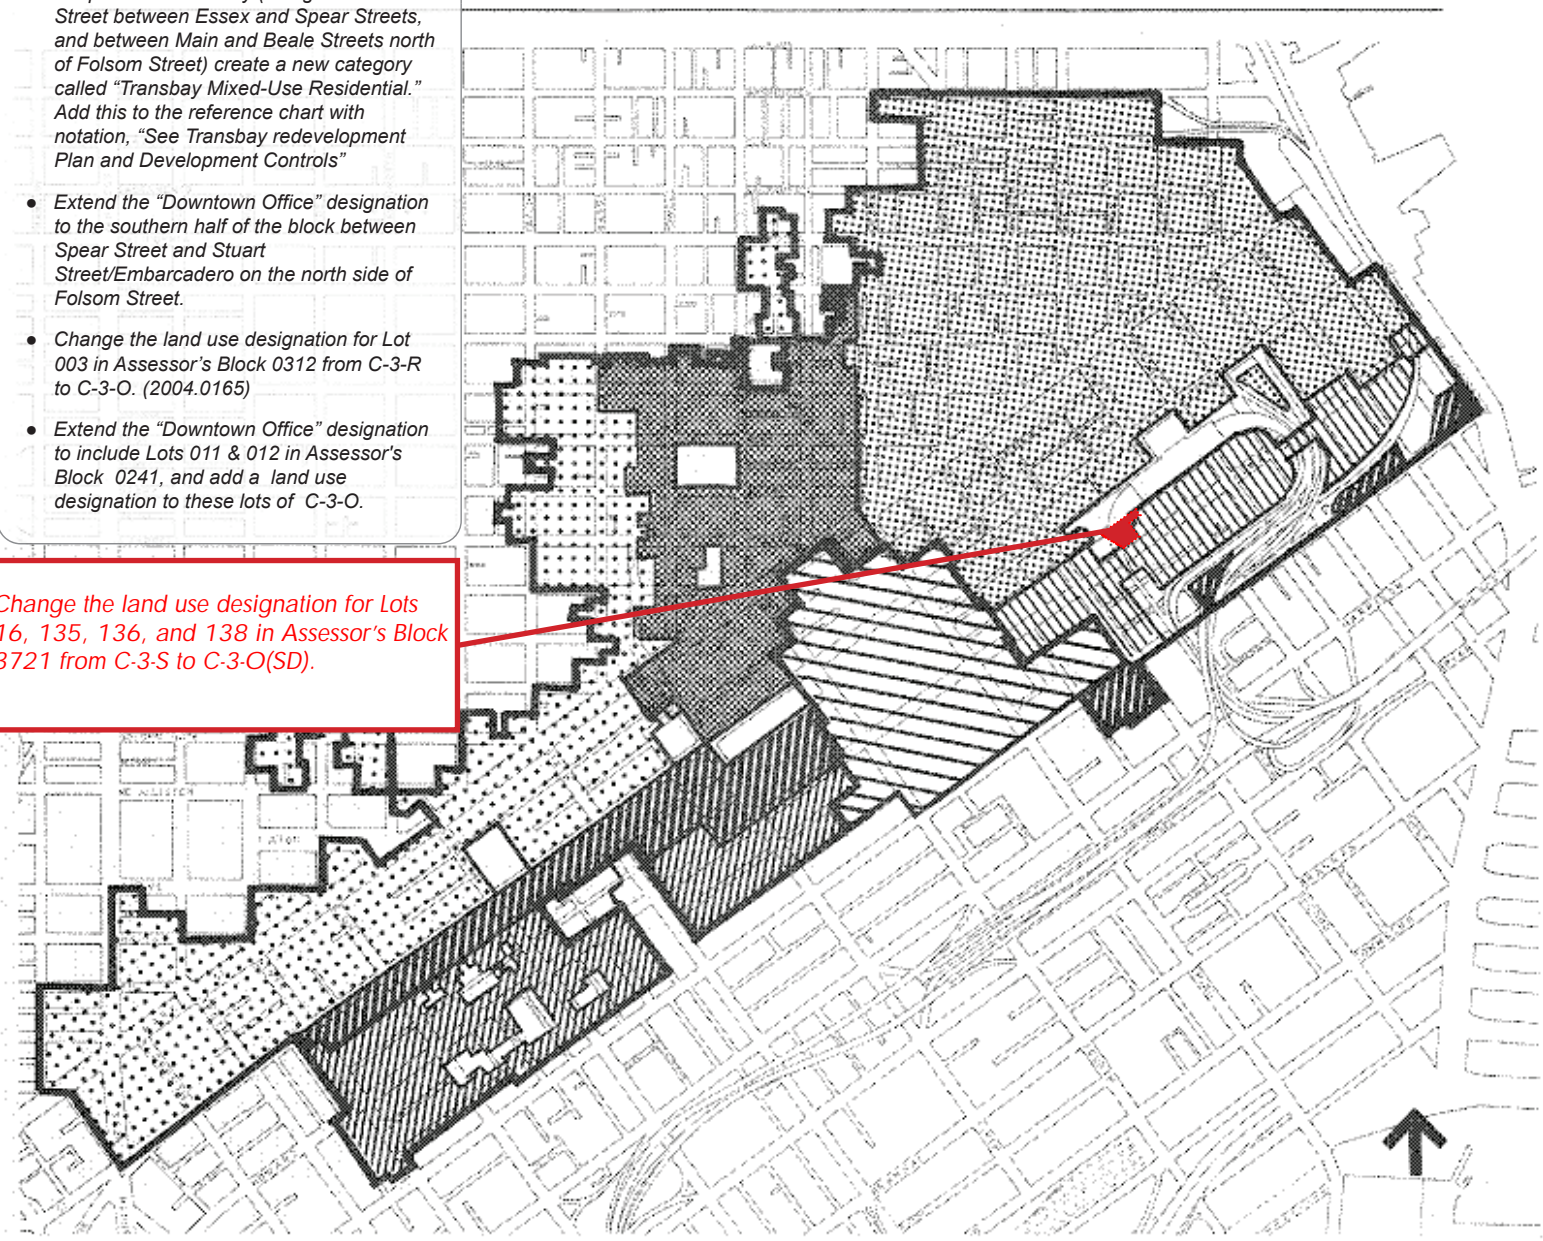 Street between Essex and Spear Streets,
and between Main and Beale Streets north
of Folsom Street) create a new category
called “Transbay Mixed-Use Residential.”
Add this to the reference chart with
notation, “See Transbay redevelopment
Plan and Development Controls”
● Extend the “Downtown Office” designation
to the southern half of the block between
Spear Street and Stuart
Street/Embarcadero on the north side of
Folsom Street.
● Change the land use designation for Lot
003 in Assessor’s Block 0312 from C-3-R
to C-3-O. (2004.0165)
● Extend the “Downtown Office” designation
to include Lots 011 & 012 in Assessor's
Block 0241, and add a land use
designation to these lots of C-3-O.
Change the land use designation for Lots
16, 135, 136, and 138 in Assessor’s Block
3721 from C-3-S to C-3-O(SD).